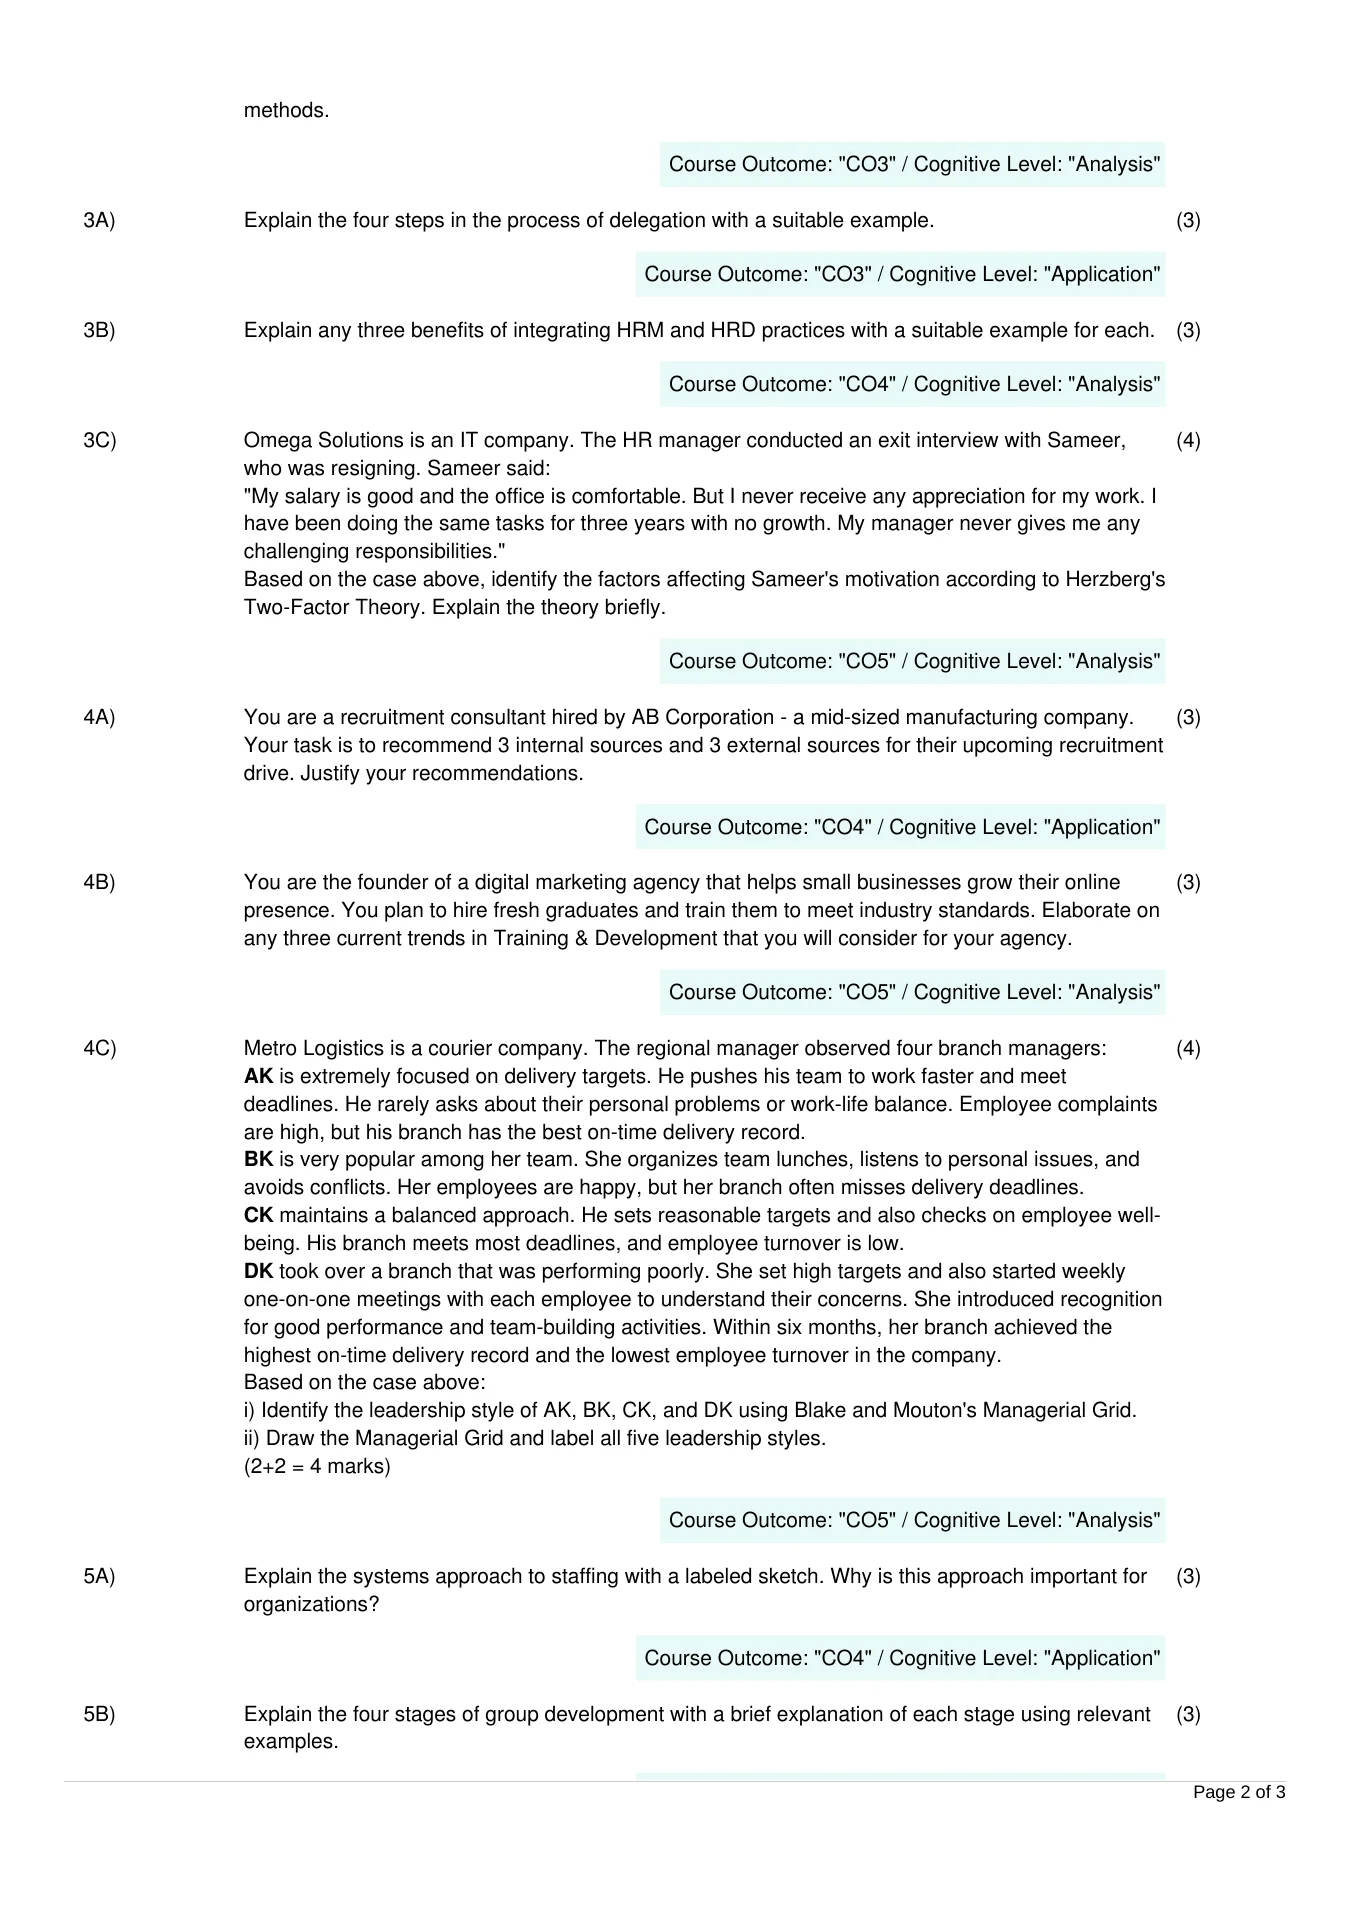 methods.
Course Outcome: "CO3" / Cognitive Level: "Analysis"
3A) Explain the four steps in the process of delegation with a suitable example. (3)
Course Outcome: "CO3" / Cognitive Level: "Application"
3B) Explain any three benefits of integrating HRM and HRD practices with a suitable example for each. (3)
Course Outcome: "CO4" / Cognitive Level: "Analysis"
3C) Omega Solutions is an IT company. The HR manager conducted an exit interview with Sameer, (4)
who was resigning. Sameer said:
"My salary is good and the office is comfortable. But I never receive any appreciation for my work. I
have been doing the same tasks for three years with no growth. My manager never gives me any
challenging responsibilities."
Based on the case above, identify the factors affecting Sameer's motivation according to Herzberg's
Two-Factor Theory. Explain the theory briefly.
Course Outcome: "CO5" / Cognitive Level: "Analysis"
4A) You are a recruitment consultant hired by AB Corporation - a mid-sized manufacturing company. (3)
Your task is to recommend 3 internal sources and 3 external sources for their upcoming recruitment
drive. Justify your recommendations.
Course Outcome: "CO4" / Cognitive Level: "Application"
4B) You are the founder of a digital marketing agency that helps small businesses grow their online (3)
presence. You plan to hire fresh graduates and train them to meet industry standards. Elaborate on
any three current trends in Training & Development that you will consider for your agency.
Course Outcome: "CO5" / Cognitive Level: "Analysis"
4C) Metro Logistics is a courier company. The regional manager observed four branch managers: (4)
AK is extremely focused on delivery targets. He pushes his team to work faster and meet
deadlines. He rarely asks about their personal problems or work-life balance. Employee complaints
are high, but his branch has the best on-time delivery record.
BK is very popular among her team. She organizes team lunches, listens to personal issues, and
avoids conflicts. Her employees are happy, but her branch often misses delivery deadlines.
CK maintains a balanced approach. He sets reasonable targets and also checks on employee well-
being. His branch meets most deadlines, and employee turnover is low.
DK took over a branch that was performing poorly. She set high targets and also started weekly
one-on-one meetings with each employee to understand their concerns. She introduced recognition
for good performance and team-building activities. Within six months, her branch achieved the
highest on-time delivery record and the lowest employee turnover in the company.
Based on the case above:
i) Identify the leadership style of AK, BK, CK, and DK using Blake and Mouton's Managerial Grid.
ii) Draw the Managerial Grid and label all five leadership styles.
(2+2 = 4 marks)
Course Outcome: "CO5" / Cognitive Level: "Analysis"
5A) Explain the systems approach to staffing with a labeled sketch. Why is this approach important for (3)
organizations?
Course Outcome: "CO4" / Cognitive Level: "Application"
5B) Explain the four stages of group development with a brief explanation of each stage using relevant (3)
examples.
Page 2 of 3